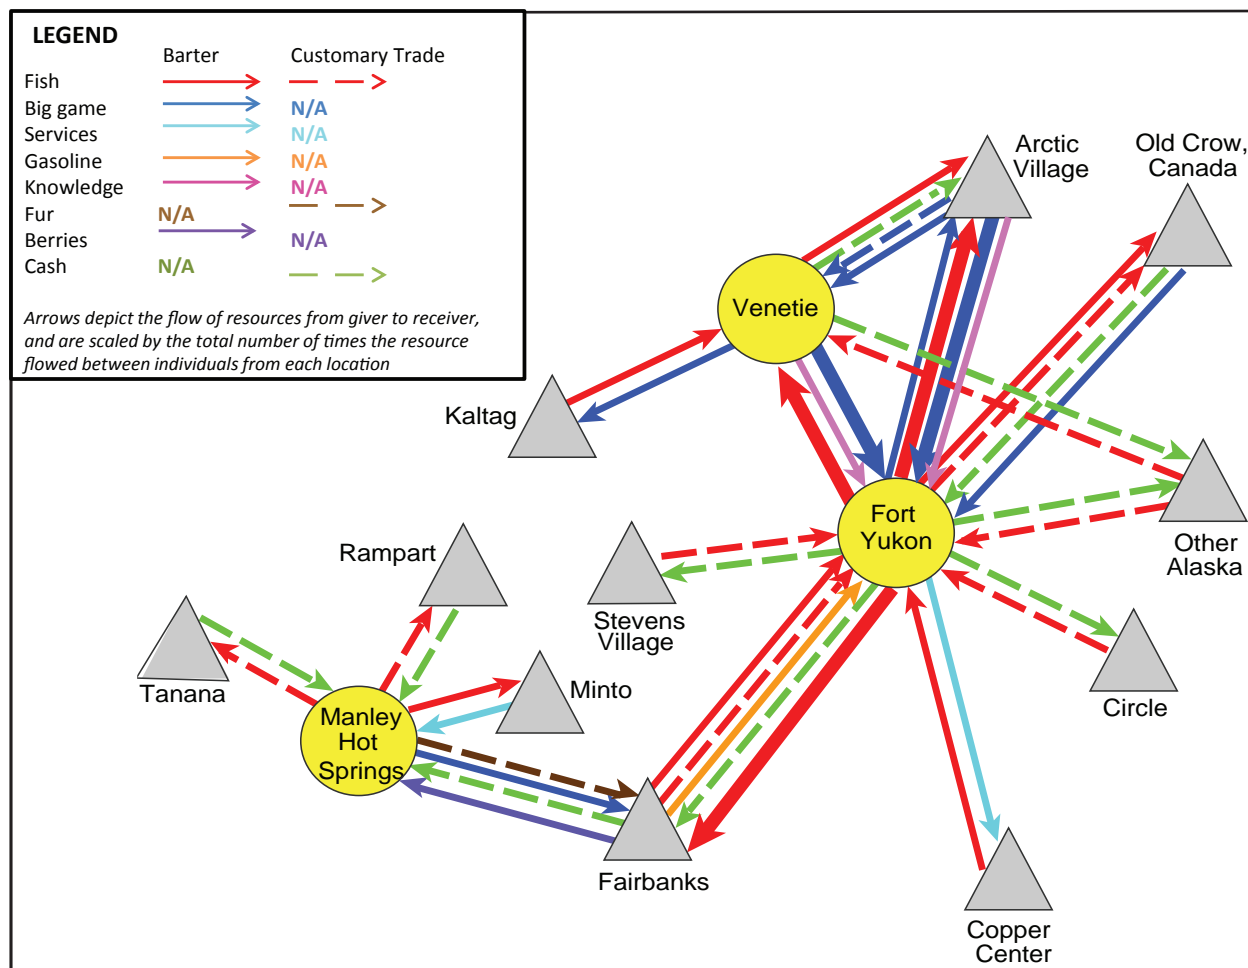 LEGEND
Barter Customary Trade
Fish
Big game N/A
Services N/A
Gasoline N/A
Knowledge N/A
Fur N/A
Berries N/A
Cash N/A
Arrows depict the flow of resources from giver to receiver,
and are scaled by the total number of times the resource
flowed between individuals from each location
Arctic
Village
Old Crow,
Canada
Venetie
Kaltag
Fort
Yukon
Other
Alaska
Rampart
Stevens
Village
Tanana
Minto
Circle
Manley
Hot
Springs
Fairbanks
Copper
Center